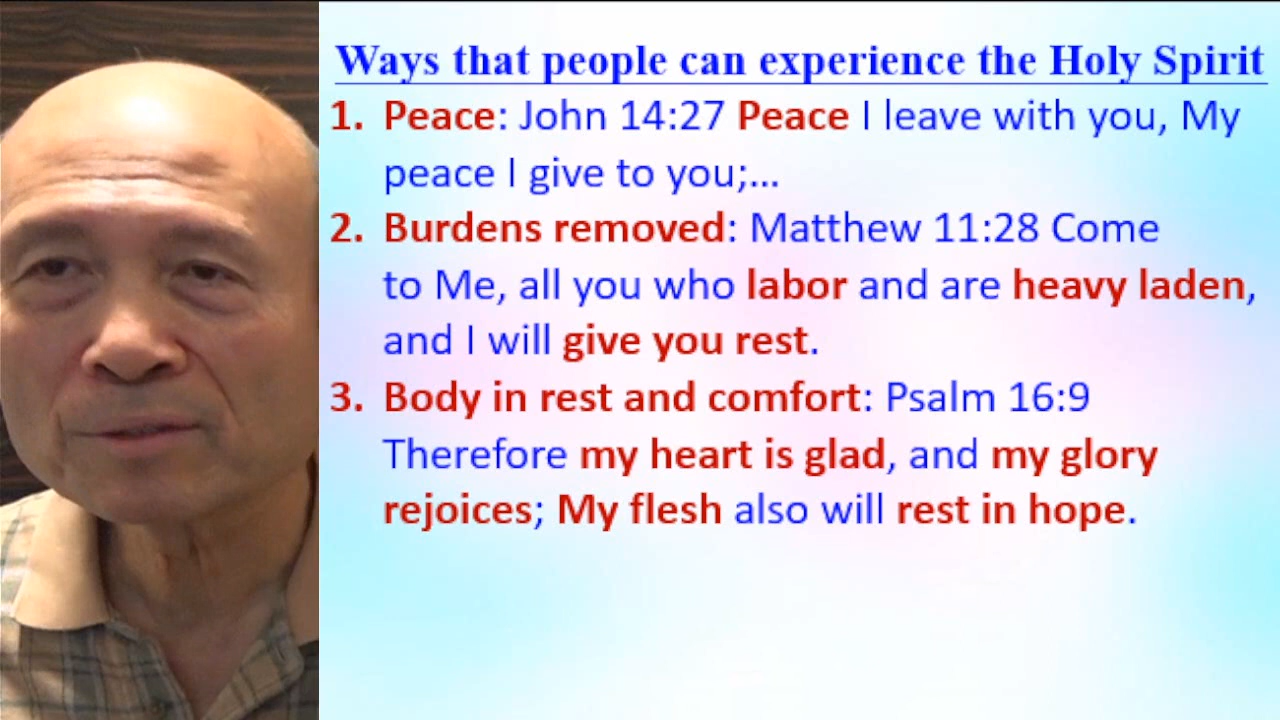 Ways that people can experience the Holy Spirit
1. Peace: John 14:27 Peace I leave with you, My
peace I give to you;...
2. Burdens removed: Matthew 11:28 Come
to Me, all you who labor and are heavy laden,
and I will give you rest.
3. Body in rest and comfort: Psalm 16:9
Therefore my heart is glad, and my glory
rejoices; My flesh also will rest in hope.